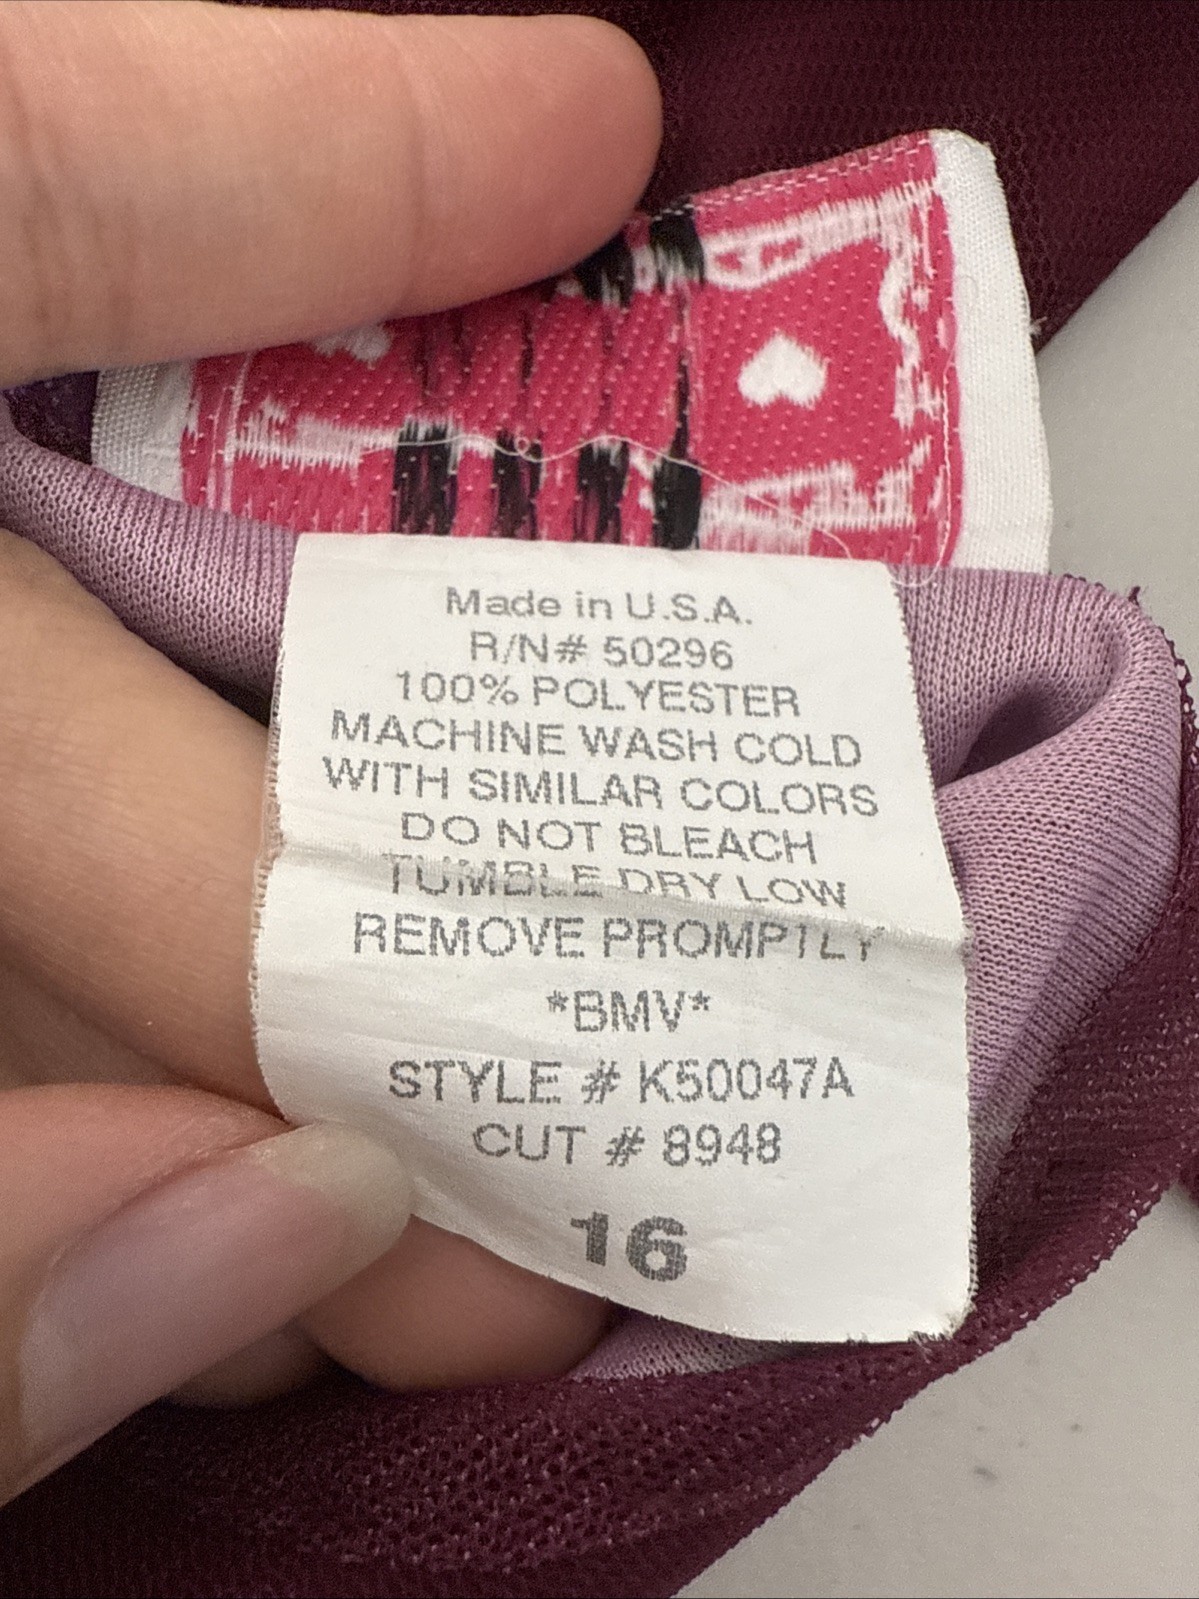 Made in U.S.A.
R/N# 50296
100% POLYESTER
MACHINE WASH COLD
WITH SIMILAR COLORS
DO NOT BLEACH
TUMBLE DRY LOW
REMOVE PROMPTLY
*BMV*
STYLE # K50047A
CUT # 8948
16